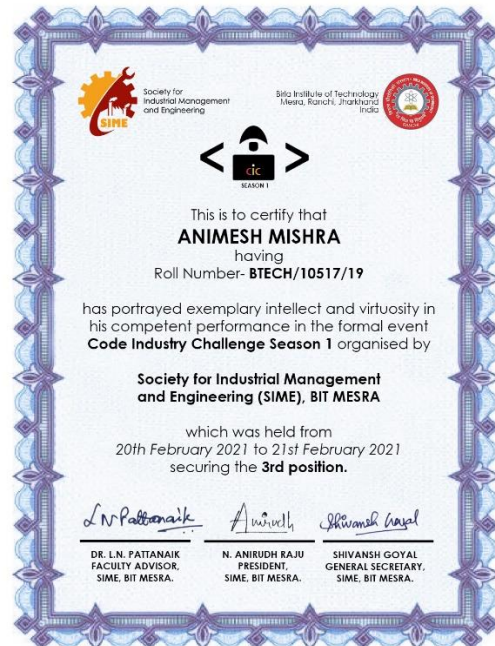 Society for
Industrial Management
and Engineering
SIME
Birla Institute of Technology
Mesra, Ranchi, Jharkhand
India
< cic >
SEASON 1
This is to certify that
ANIMESH MISHRA
having
Roll Number- BTECH/10517/19
has portrayed exemplary intellect and virtuosity in
his competent performance in the formal event
Code Industry Challenge Season 1 organised by
Society for Industrial Management
and Engineering (SIME), BIT MESRA
which was held from
20th February 2021 to 21st February 2021
securing the 3rd position.
L N Pattanaik
Anirudh
Shivansh Goyal
DR. L.N. PATTANAIK
FACULTY ADVISOR,
SIME, BIT MESRA.
N. ANIRUDH RAJU
PRESIDENT,
SIME, BIT MESRA.
SHIVANSH GOYAL
GENERAL SECRETARY,
SIME, BIT MESRA.